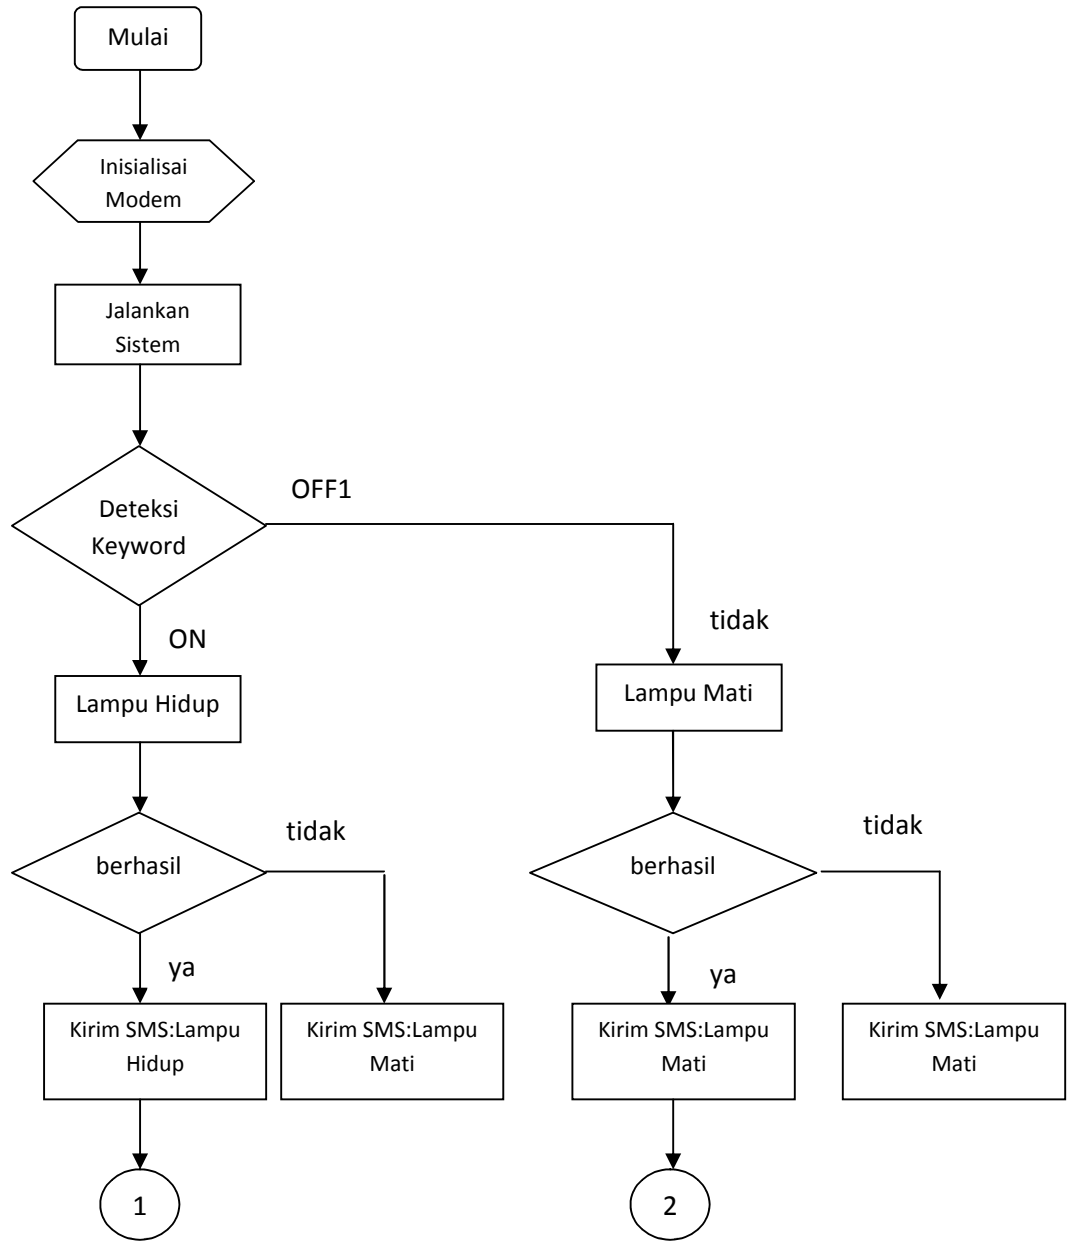 Mulai
Inisialisai
Modem
Jalankan
Sistem
Deteksi
Keyword
OFF1
ON
tidak
Lampu Hidup
Lampu Mati
berhasil
tidak
berhasil
tidak
ya
ya
Kirim SMS:Lampu
Hidup
Kirim SMS:Lampu
Mati
Kirim SMS:Lampu
Mati
Kirim SMS:Lampu
Mati
1
2